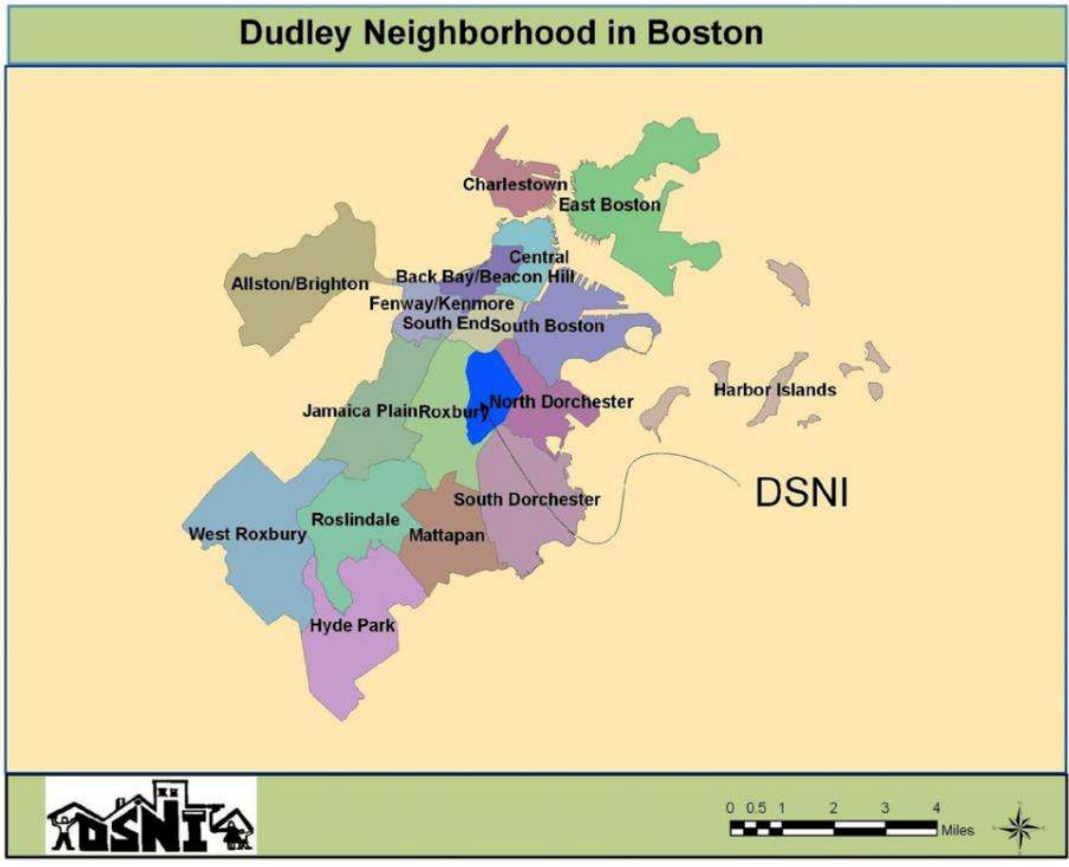 Dudley Neighborhood in Boston
Charlestown
East Boston
Central
Back Bay/Beacon Hill
Allston/Brighton
Fenway/Kenmore
South End
South Boston
Harbor Islands
North Dorchester
Jamaica Plain
Roxbury
DSNI
South Dorchester
Roslindale
West Roxbury
Mattapan
Hyde Park
DSNI
0 0.5 1 2 3 4
Miles